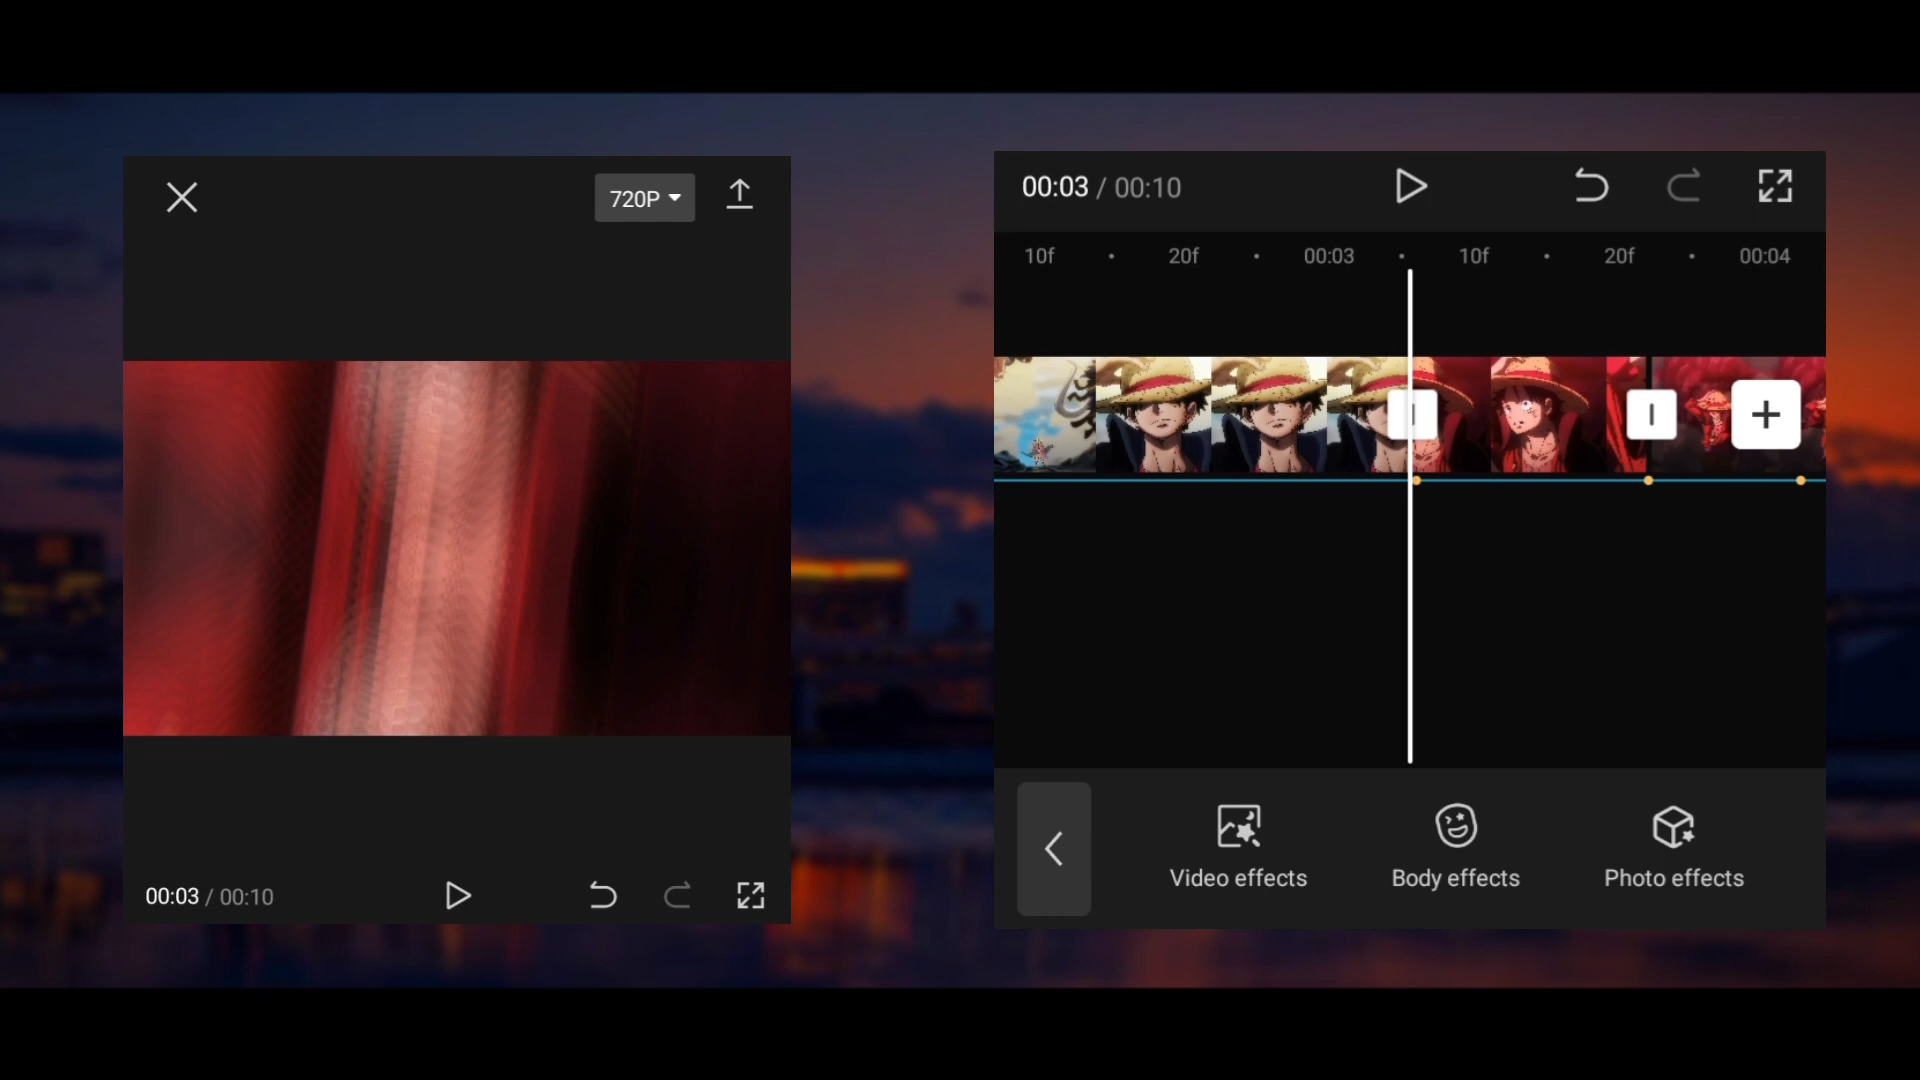 720P
00:03 / 00:10
00:03 / 00:10
10f 20f 00:03 10f 20f 00:04
Video effects Body effects Photo effects